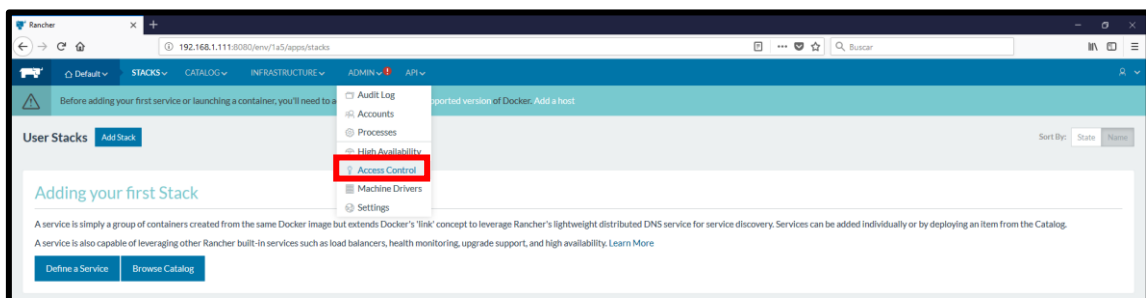 Rancher
192.168.1.111:8080/env/1a5/apps/stacks
Buscar
Default STACKS CATALOG INFRASTRUCTURE ADMIN API
Before adding your first service or launching a container, you'll need to a
ported version of Docker. Add a host
Audit Log
Accounts
Processes
High Availability
Access Control
Machine Drivers
Settings
User Stacks Add Stack
Sort By: State Name
Adding your first Stack
A service is simply a group of containers created from the same Docker image but extends Docker's 'link' concept to leverage Rancher's lightweight distributed DNS service for service discovery. Services can be added individually or by deploying an item from the Catalog.
A service is also capable of leveraging other Rancher built-in services such as load balancers, health monitoring, upgrade support, and high availability. Learn More
Define a Service Browse Catalog